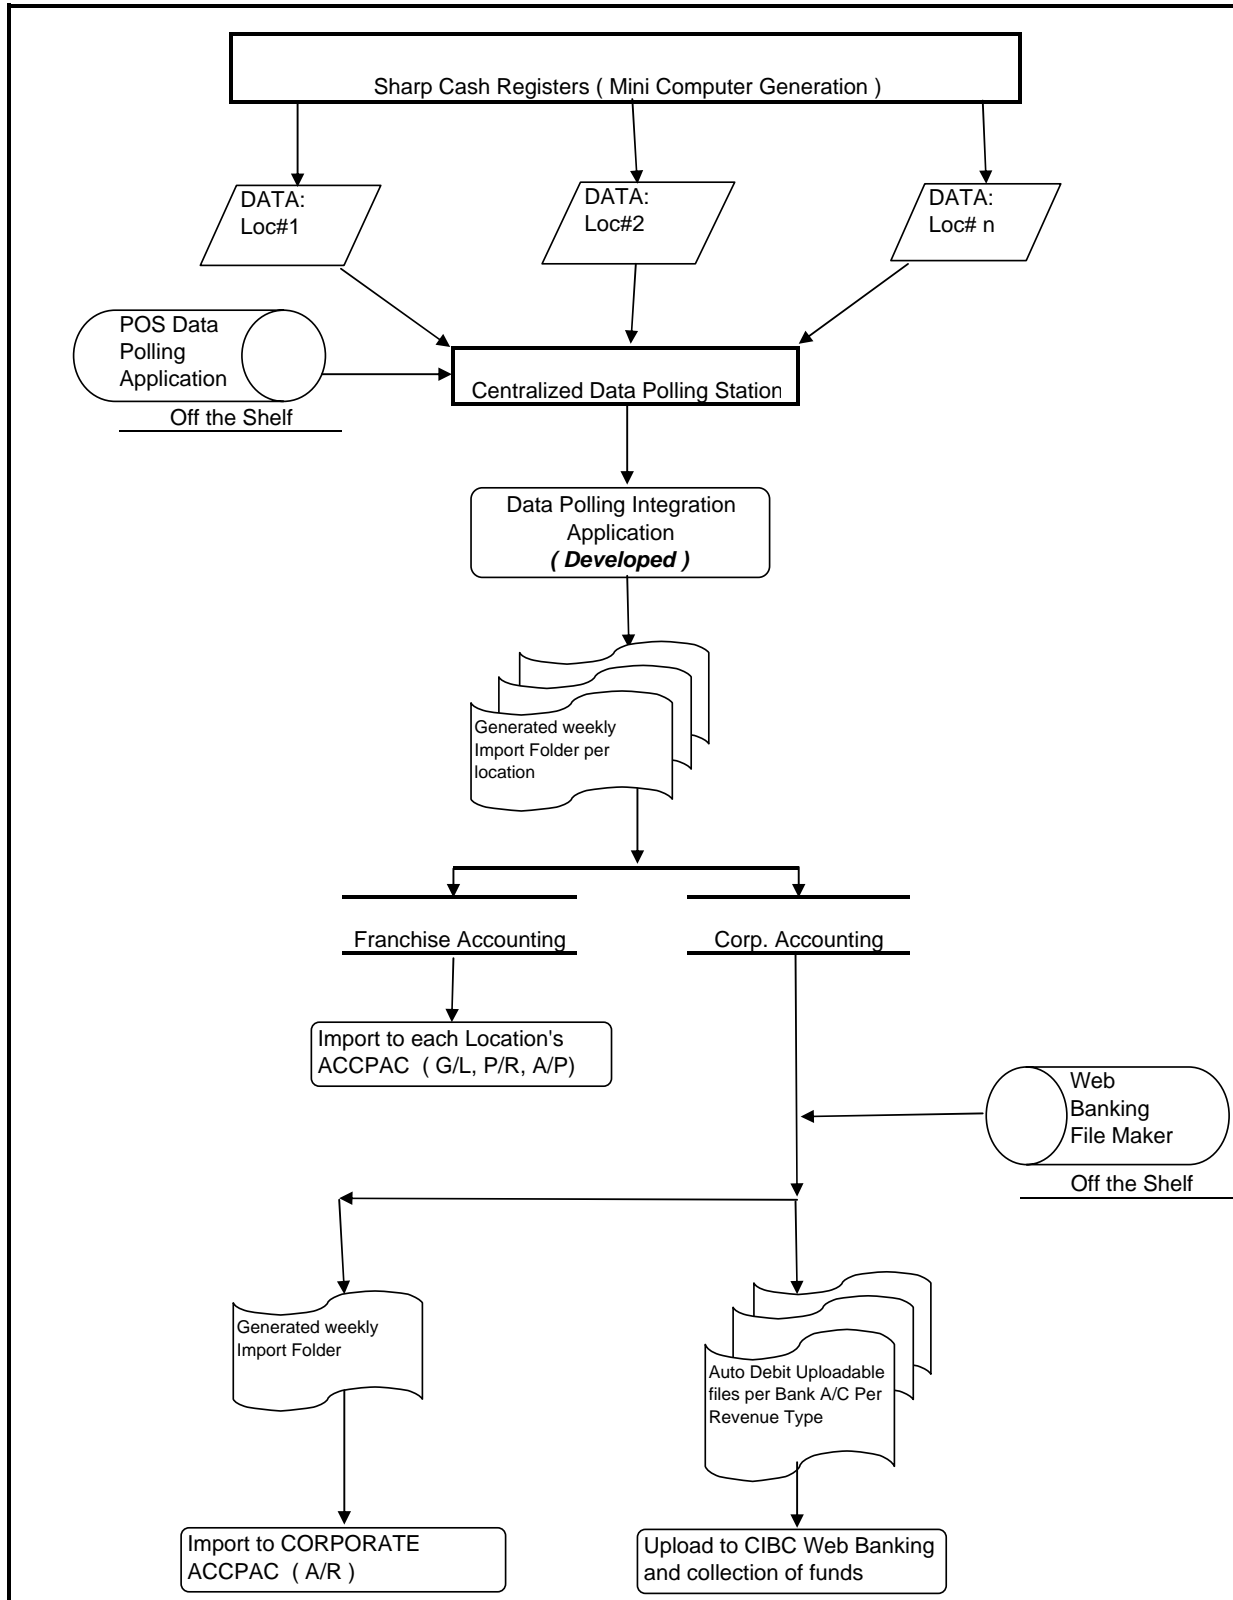 Sharp Cash Registers ( Mini Computer Generation )
DATA:
Loc#1
DATA:
Loc#2
DATA:
Loc# n
POS Data
Polling
Application
Off the Shelf
Centralized Data Polling Station
Data Polling Integration
Application
( Developed )
Generated weekly
Import Folder per
location
Franchise Accounting
Corp. Accounting
Import to each Location's
ACCPAC ( G/L, P/R, A/P)
Web
Banking
File Maker
Off the Shelf
Generated weekly
Import Folder
Auto Debit Uploadable
files per Bank A/C Per
Revenue Type
Import to CORPORATE
ACCPAC ( A/R )
Upload to CIBC Web Banking
and collection of funds